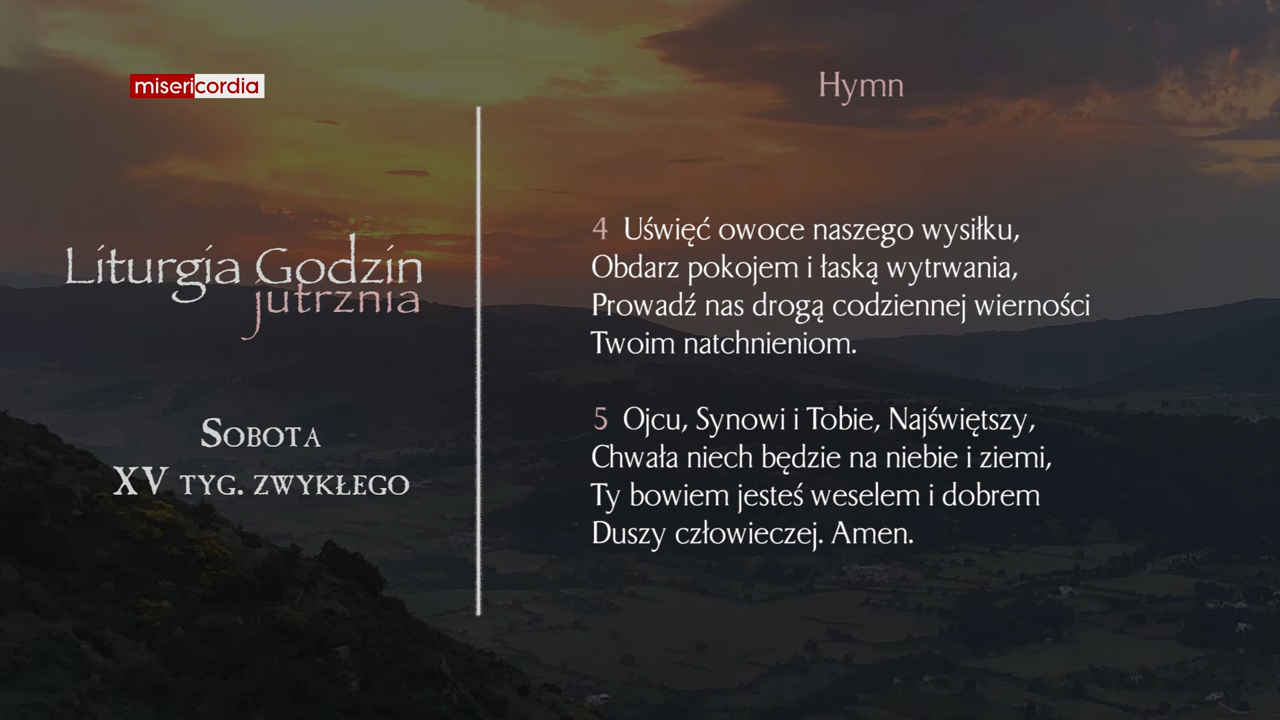 misericordia
Liturgia Godzin
jutrznia
Sobota
XV tyg. zwykłego
Hymn
4 Uświęć owoce naszego wysiłku,
Obdarz pokojem i łaską wytrwania,
Prowadź nas drogą codziennej wierności
Twoim natchnieniom.
5 Ojcu, Synowi i Tobie, Najświętszy,
Chwała niech będzie na niebie i ziemi,
Ty bowiem jesteś weselem i dobrem
Duszy człowieczej. Amen.